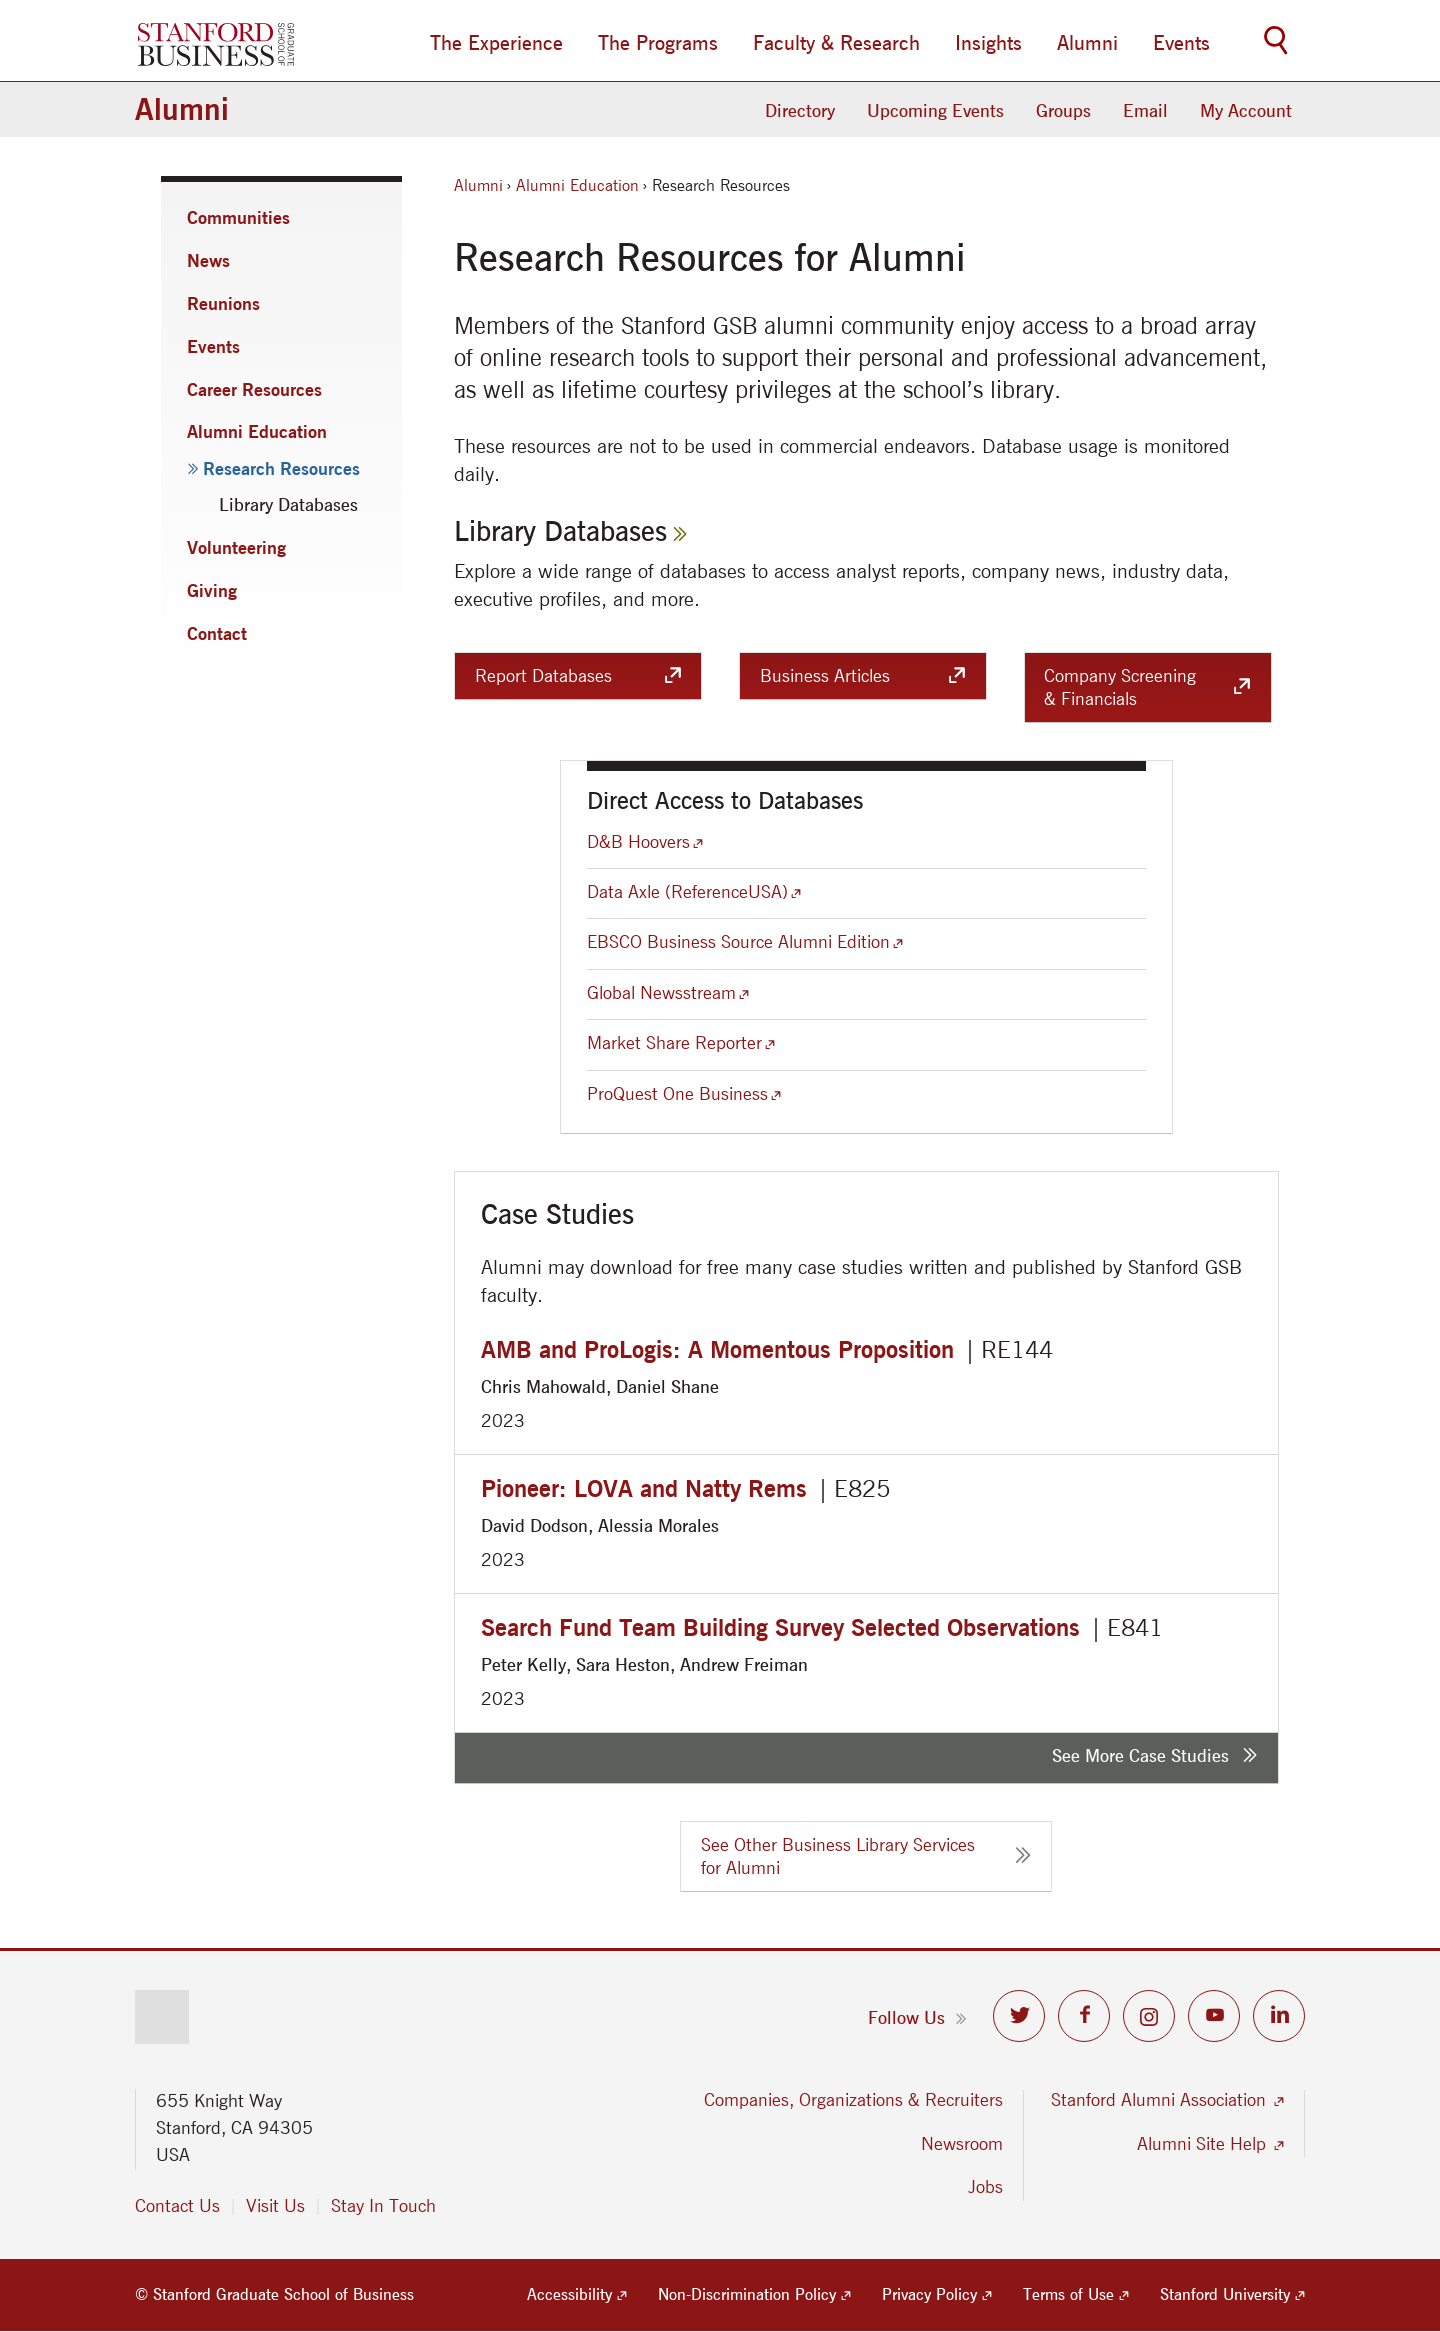 STANFORD
BUSINESS
GRADUATE
SCHOOL OF
The Experience
The Programs
Faculty & Research
Insights
Alumni
Events
Alumni
Directory
Upcoming Events
Groups
Email
My Account
Communities
News
Reunions
Events
Career Resources
Alumni Education
Research Resources
Library Databases
Volunteering
Giving
Contact
Alumni › Alumni Education › Research Resources
Research Resources for Alumni
Members of the Stanford GSB alumni community enjoy access to a broad array
of online research tools to support their personal and professional advancement,
as well as lifetime courtesy privileges at the school’s library.
These resources are not to be used in commercial endeavors. Database usage is monitored
daily.
Library Databases
Explore a wide range of databases to access analyst reports, company news, industry data,
executive profiles, and more.
Report Databases
Business Articles
Company Screening
& Financials
Direct Access to Databases
D&B Hoovers
Data Axle (ReferenceUSA)
EBSCO Business Source Alumni Edition
Global Newsstream
Market Share Reporter
ProQuest One Business
Case Studies
Alumni may download for free many case studies written and published by Stanford GSB
faculty.
AMB and ProLogis: A Momentous Proposition | RE144
Chris Mahowald, Daniel Shane
2023
Pioneer: LOVA and Natty Rems | E825
David Dodson, Alessia Morales
2023
Search Fund Team Building Survey Selected Observations | E841
Peter Kelly, Sara Heston, Andrew Freiman
2023
See More Case Studies
See Other Business Library Services
for Alumni
Follow Us
655 Knight Way
Stanford, CA 94305
USA
Contact Us | Visit Us | Stay In Touch
Companies, Organizations & Recruiters
Newsroom
Jobs
Stanford Alumni Association
Alumni Site Help
© Stanford Graduate School of Business
Accessibility
Non-Discrimination Policy
Privacy Policy
Terms of Use
Stanford University